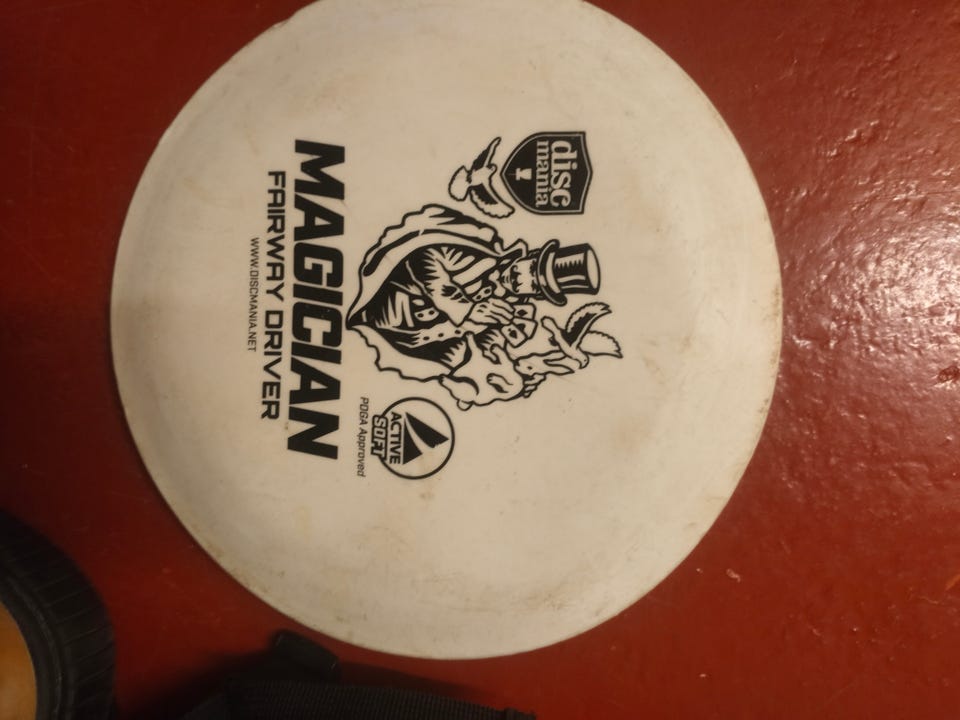 disc
mania
ACTIVE
SOFT
PDGA Approved
MAGICIAN
FAIRWAY DRIVER
WWW.DISCMANIA.NET